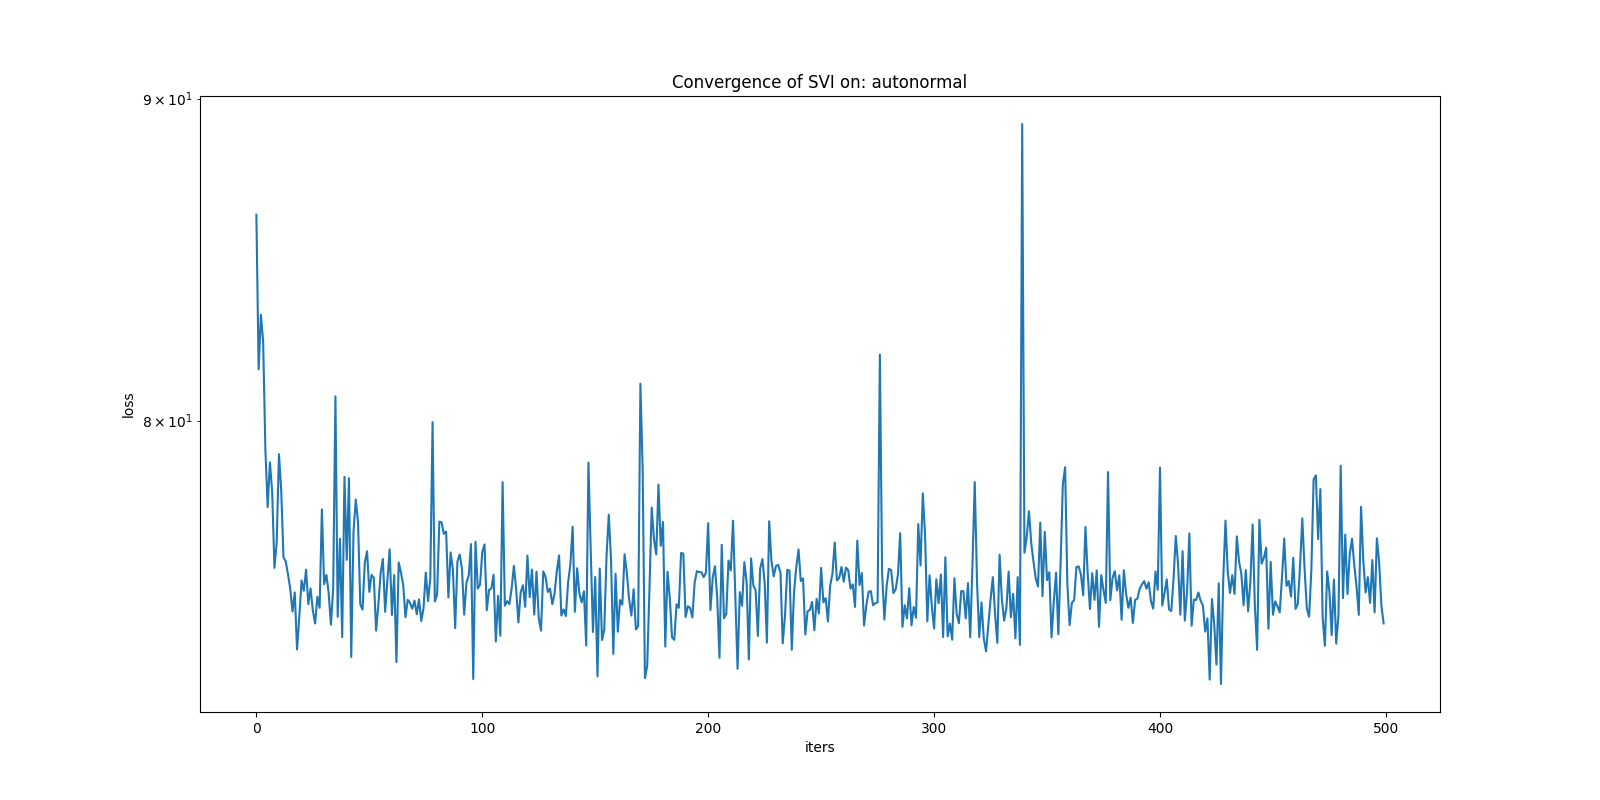 Convergence of SVI on: autonormal
9 × 10¹
8 × 10¹
loss
0 100 200 300 400 500
iters